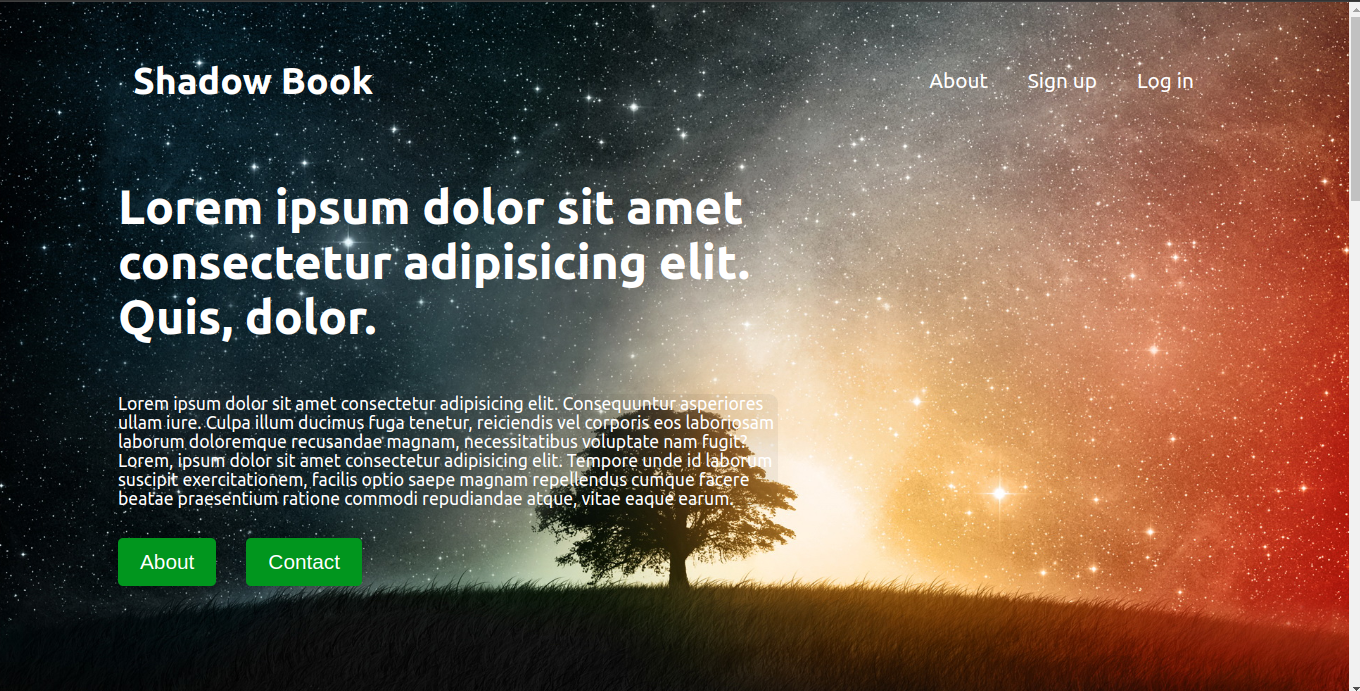 Shadow Book
About Sign up Log in
Lorem ipsum dolor sit amet
consectetur adipisicing elit.
Quis, dolor.
Lorem ipsum dolor sit amet consectetur adipisicing elit. Consequuntur asperiores
ullam iure. Culpa illum ducimus fuga tenetur, reiciendis vel corporis eos laboriosam
laborum doloremque recusandae magnam, necessitatibus voluptate nam fugit?
Lorem, ipsum dolor sit amet consectetur adipisicing elit. Tempore unde id laborum
suscipit exercitationem, facilis optio saepe magnam repellendus cumque facere
beatae praesentium ratione commodi repudiandae atque, vitae eaque earum.
About
Contact